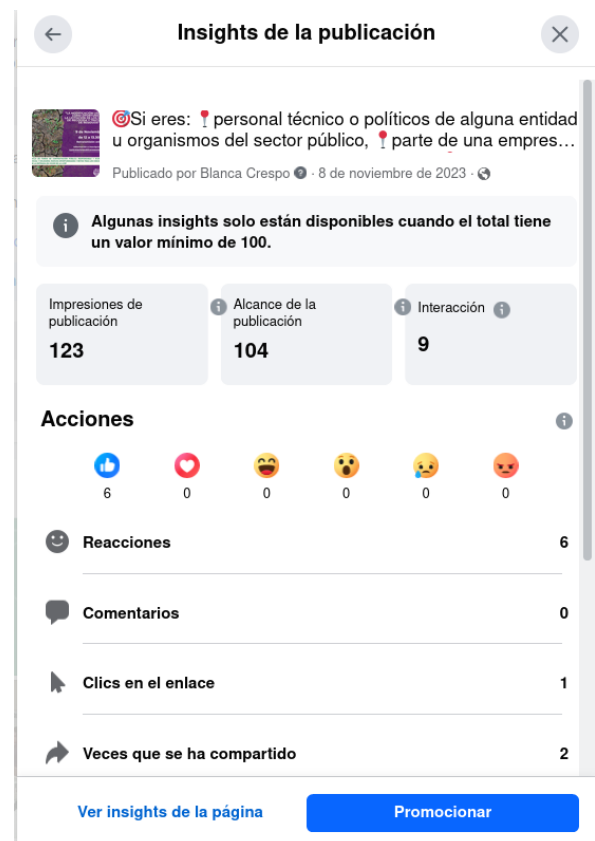 Insights de la publicación
🎯Si eres: 📍personal técnico o políticos de alguna entidad
u organismos del sector público, 📍parte de una empres...
Publicado por Blanca Crespo · 8 de noviembre de 2023 ·
Algunas insights solo están disponibles cuando el total tiene
un valor mínimo de 100.
Impresiones de
publicación
123
Alcance de la
publicación
104
Interacción
9
Acciones
6
0
0
0
0
0
Reacciones
6
Comentarios
0
Clics en el enlace
1
Veces que se ha compartido
2
Ver insights de la página
Promocionar